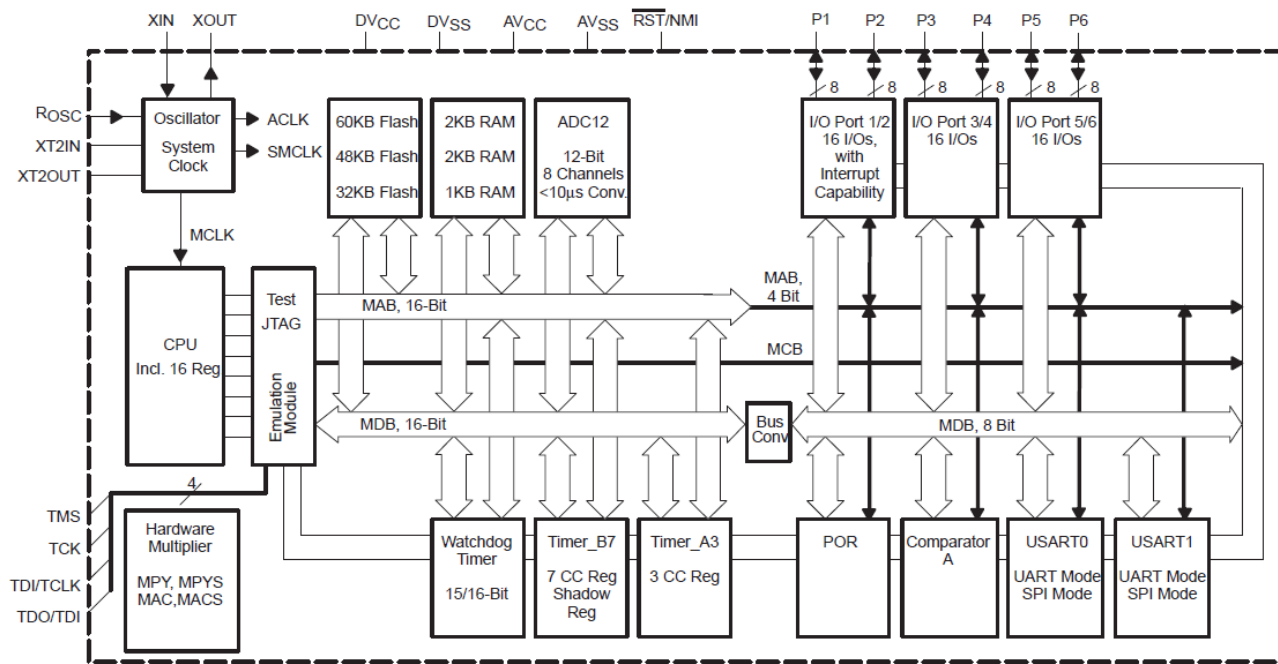 XIN XOUT DVCC DVSS AVCC AVSS RST/NMI P1 P2 P3 P4 P5 P6
8 8 8 8 8 8
ROSC
XT2IN
XT2OUT
Oscillator
System
Clock
ACLK
SMCLK
MCLK
60KB Flash
48KB Flash
32KB Flash
2KB RAM
2KB RAM
1KB RAM
ADC12
12-Bit
8 Channels
<10µs Conv.
I/O Port 1/2
16 I/Os,
with
Interrupt
Capability
I/O Port 3/4
16 I/Os
I/O Port 5/6
16 I/Os
CPU
Incl. 16 Reg.
Test
JTAG
Emulation
Module
MAB, 16-Bit
MAB,
4 Bit
MCB
MDB, 16-Bit
Bus
Conv
MDB, 8 Bit
4
TMS
TCK
TDI/TCLK
TDO/TDI
Hardware
Multiplier
MPY, MPYS
MAC,MACS
Watchdog
Timer
15/16-Bit
Timer_B7
7 CC Reg
Shadow
Reg
Timer_A3
3 CC Reg
POR
Comparator
A
USART0
UART Mode
SPI Mode
USART1
UART Mode
SPI Mode